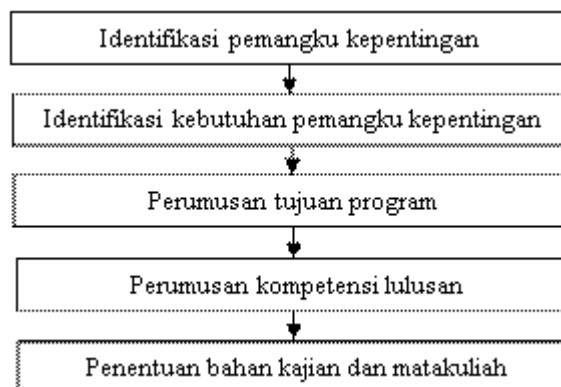 Identifikasi pemangku kepentingan
Identifikasi kebutuhan pemangku kepentingan
Perumusan tujuan program
Perumusan kompetensi lulusan
Penentuan bahan kajian dan matakuliah